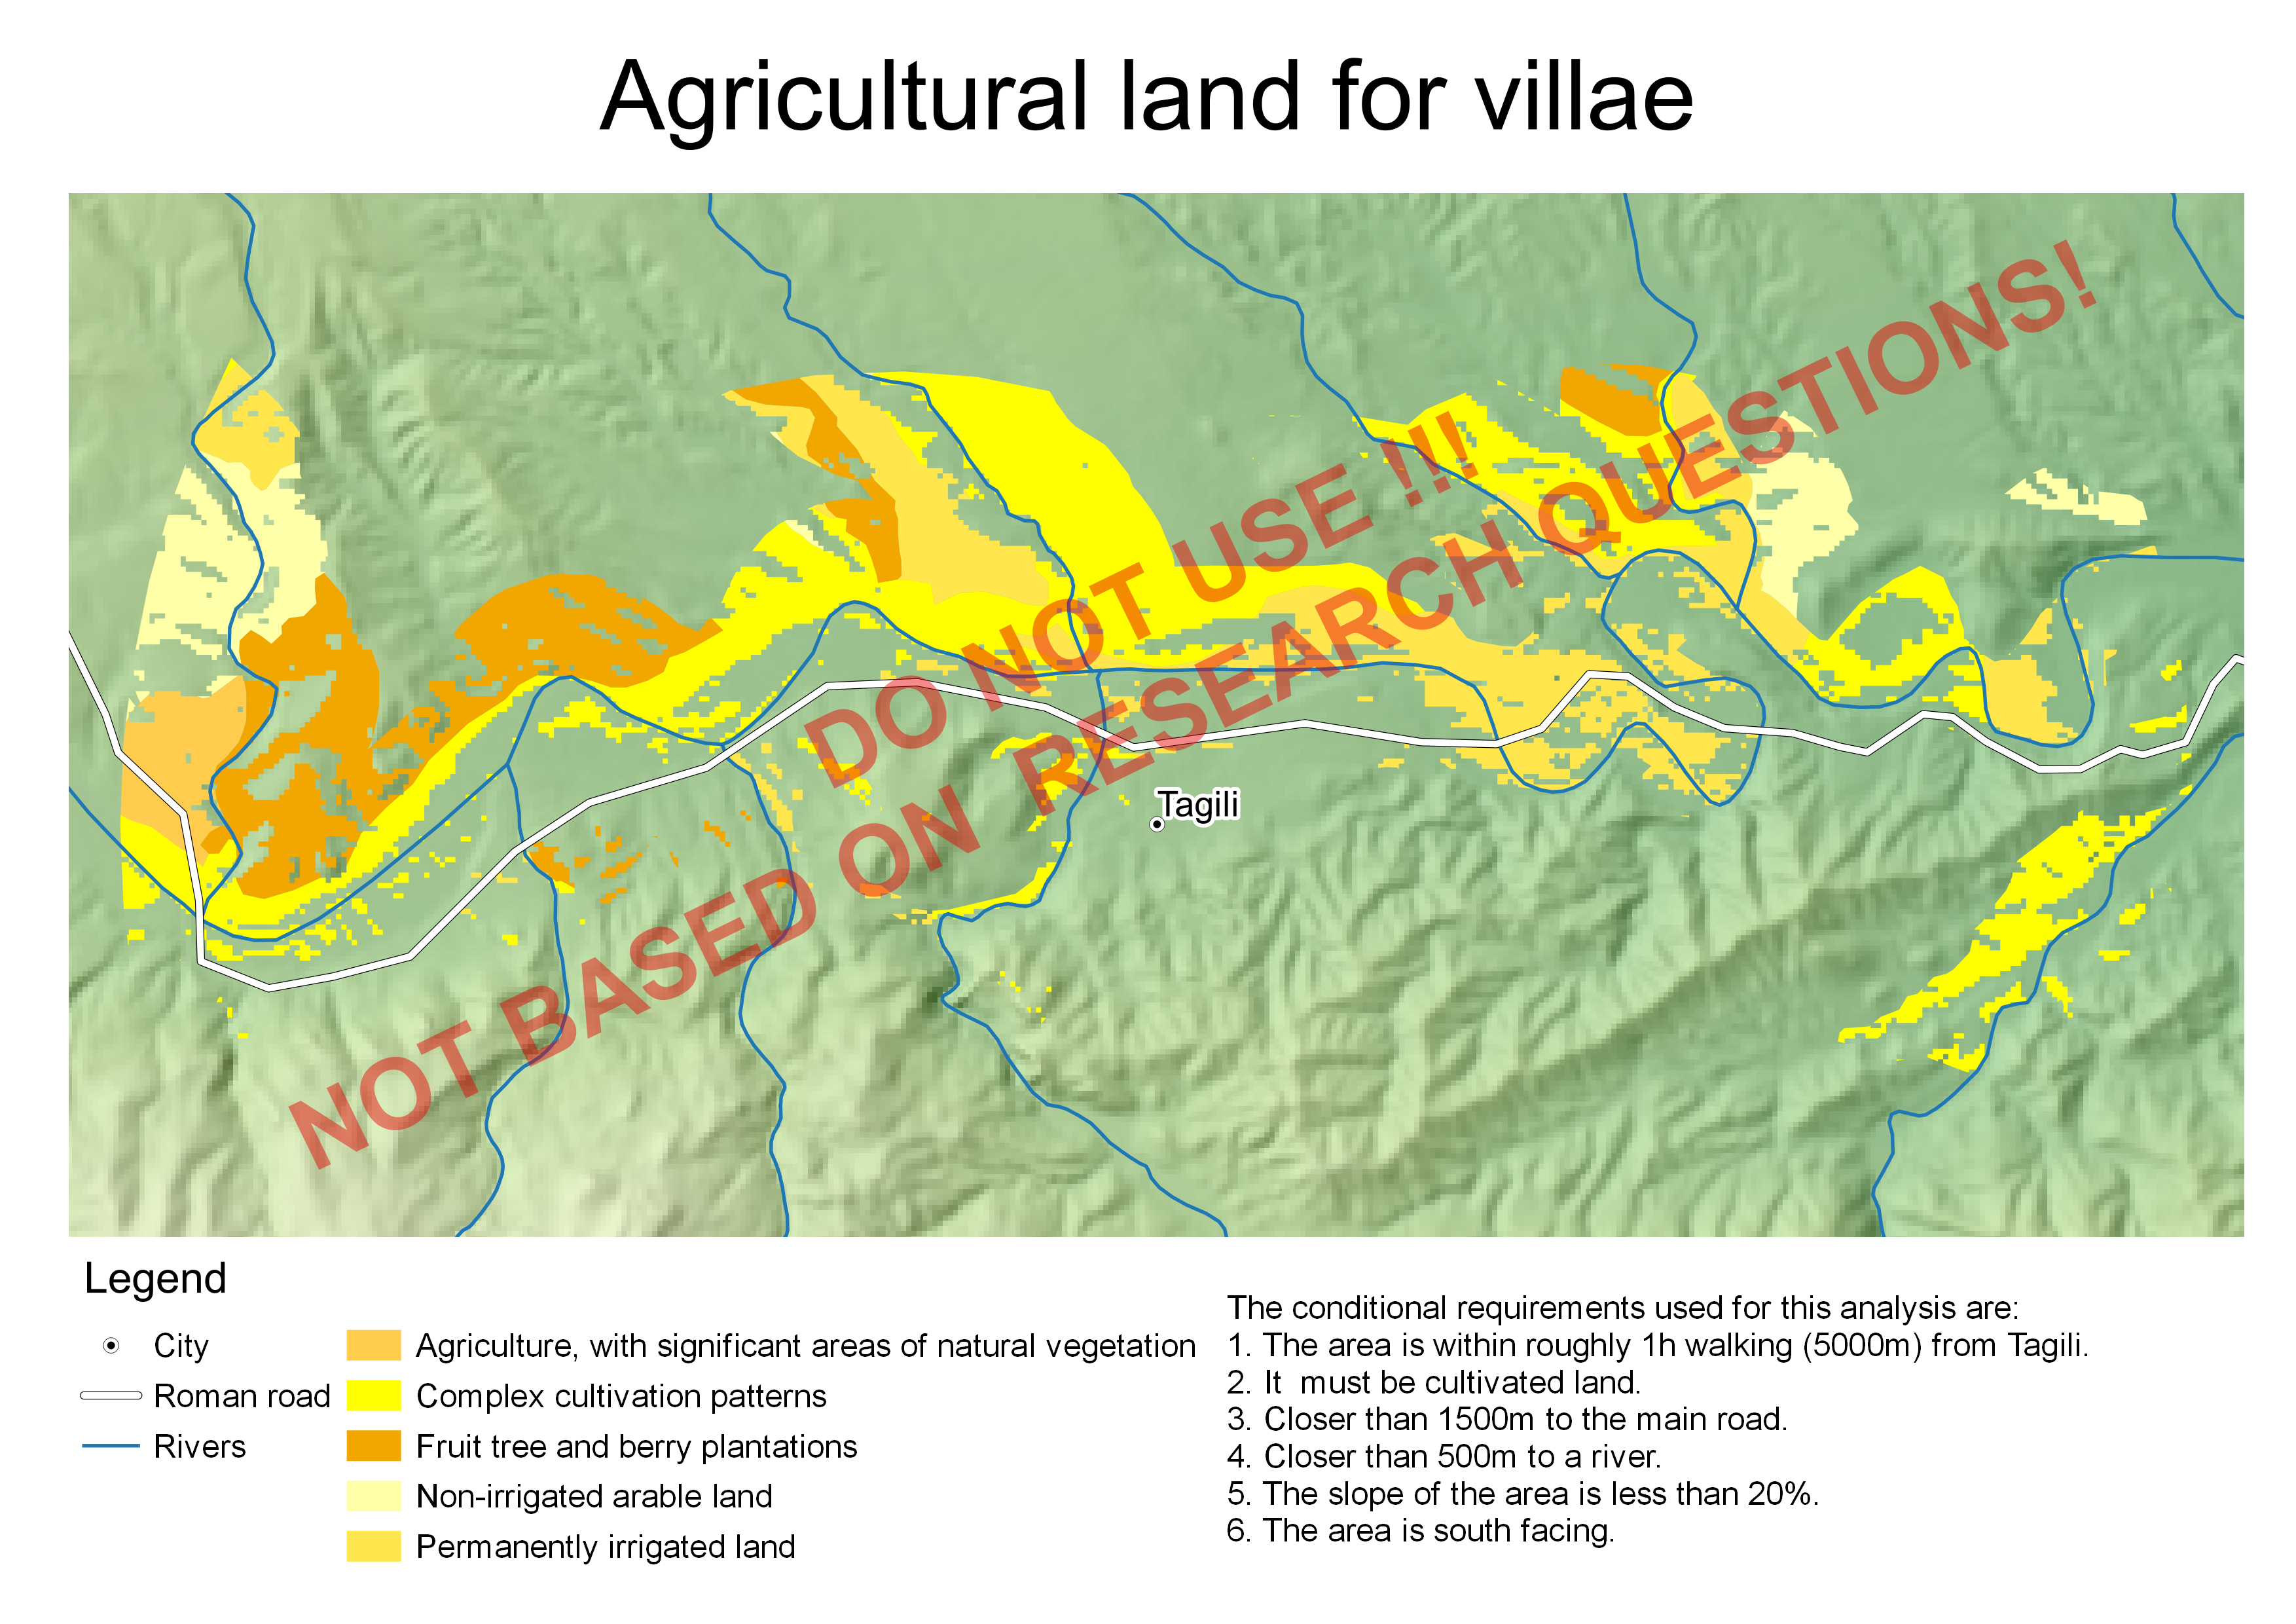 Agricultural land for villae
DO NOT USE !!!
NOT BASED ON RESEARCH QUESTIONS!
Tagili
Legend
City
Roman road
Rivers
Agriculture, with significant areas of natural vegetation
Complex cultivation patterns
Fruit tree and berry plantations
Non-irrigated arable land
Permanently irrigated land
The conditional requirements used for this analysis are:
1. The area is within roughly 1h walking (5000m) from Tagili.
2. It  must be cultivated land.
3. Closer than 1500m to the main road.
4. Closer than 500m to a river.
5. The slope of the area is less than 20%.
6. The area is south facing.